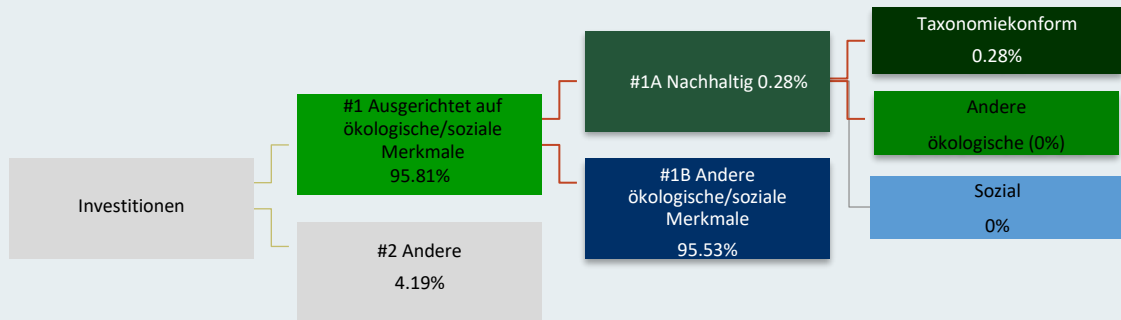 Investitionen
#1 Ausgerichtet auf
ökologische/soziale
Merkmale
95.81%
#2 Andere
4.19%
#1A Nachhaltig 0.28%
#1B Andere
ökologische/soziale
Merkmale
95.53%
Taxonomiekonform
0.28%
Andere
ökologische (0%)
Sozial
0%